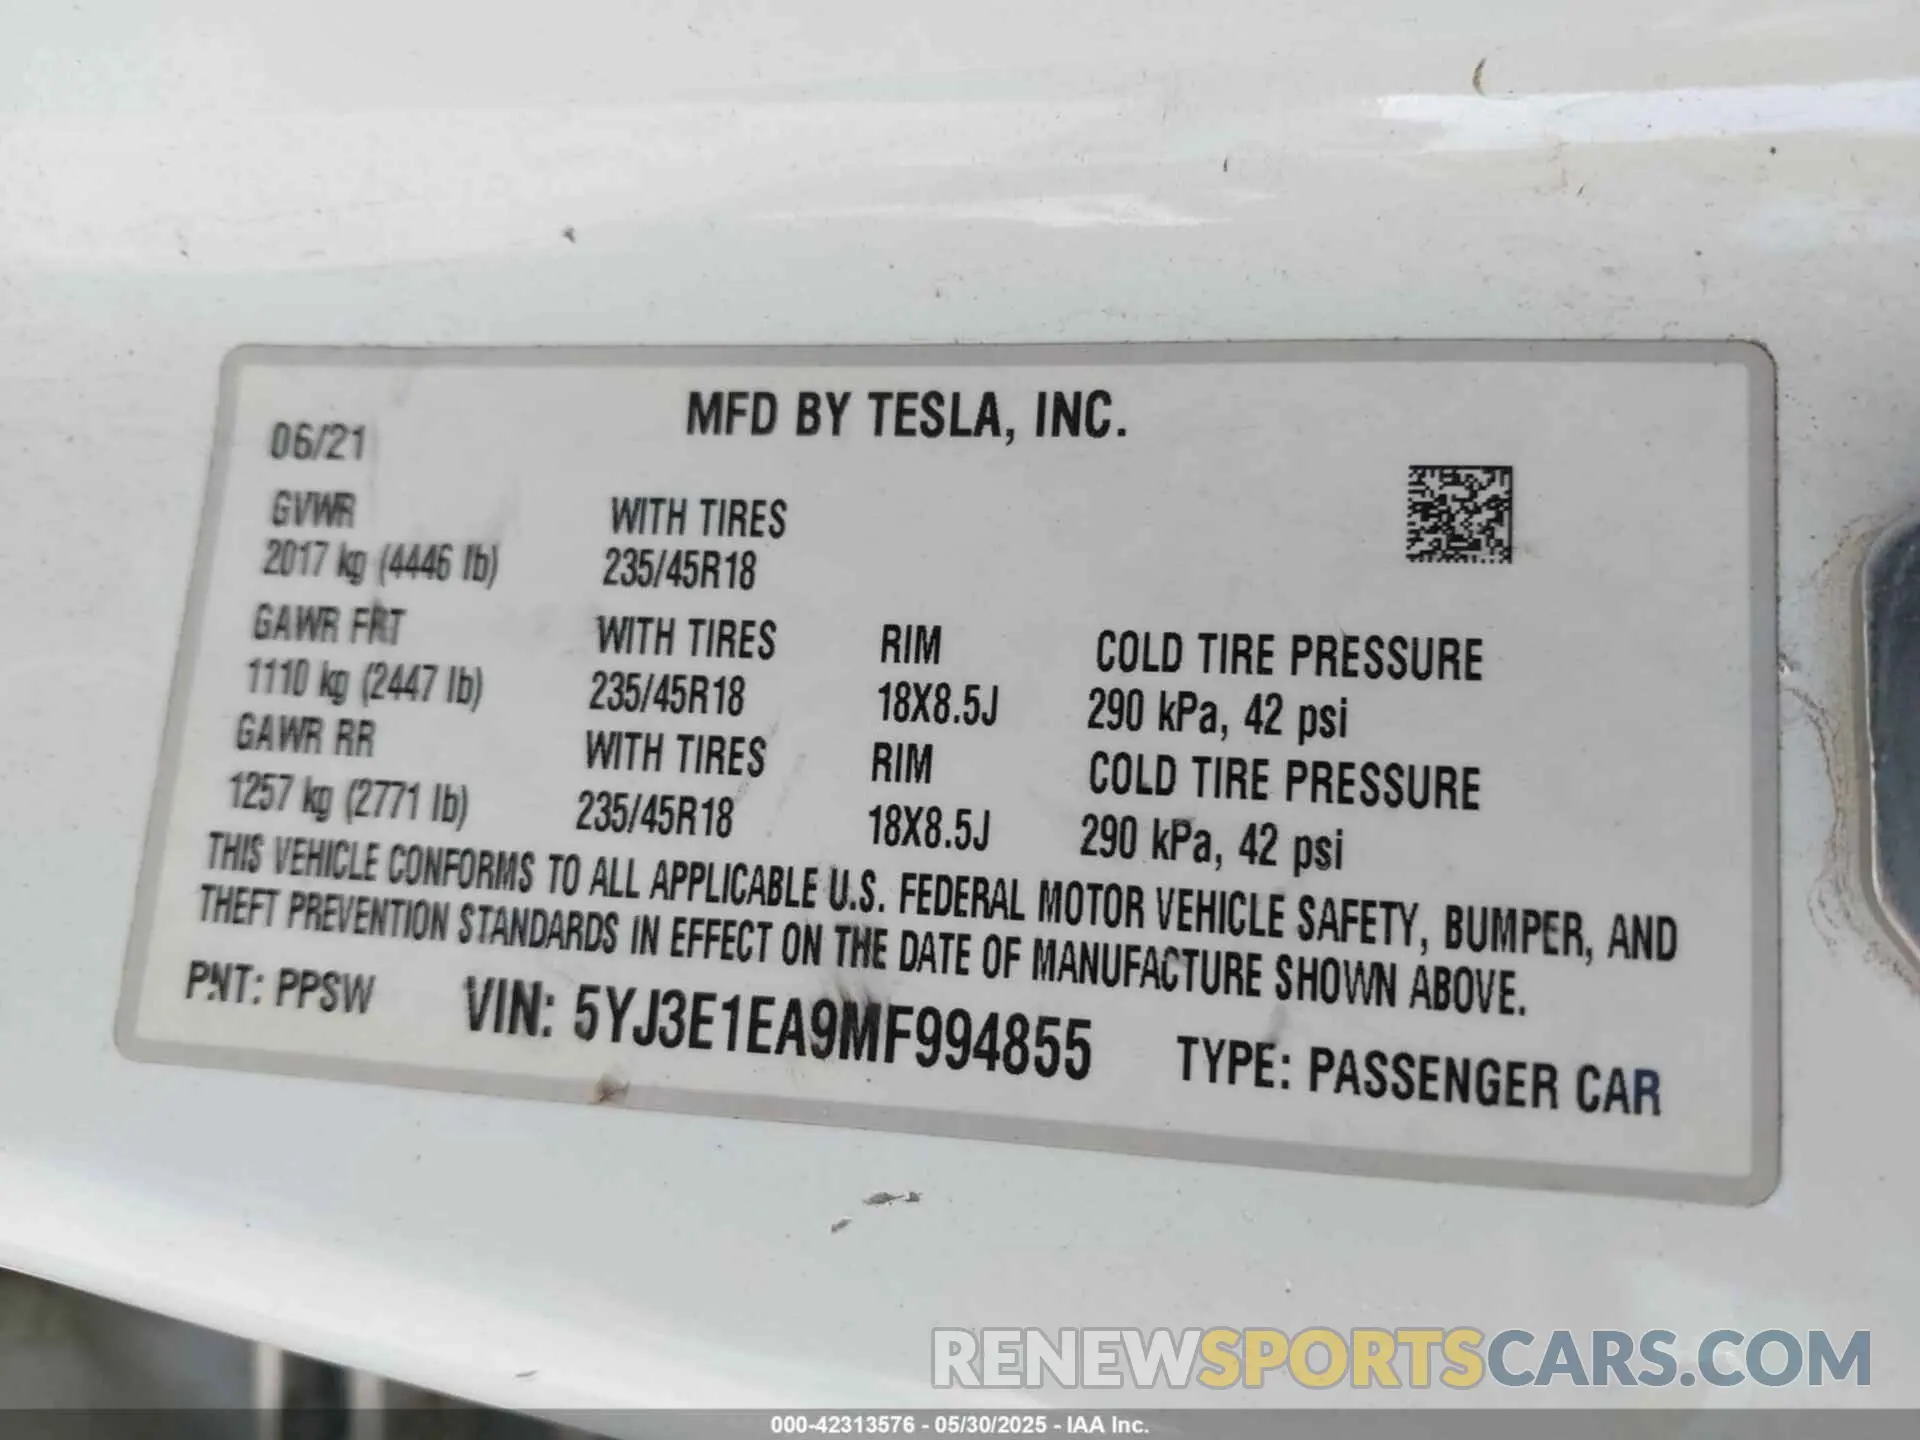 MFD BY TESLA, INC.
06/21
GVWR WITH TIRES
2017 kg (4446 lb) 235/45R18
GAWR FRT WITH TIRES RIM COLD TIRE PRESSURE
1110 kg (2447 lb) 235/45R18 18X8.5J 290 kPa, 42 psi
GAWR RR WITH TIRES RIM COLD TIRE PRESSURE
1257 kg (2771 lb) 235/45R18 18X8.5J 290 kPa, 42 psi
THIS VEHICLE CONFORMS TO ALL APPLICABLE U.S. FEDERAL MOTOR VEHICLE SAFETY, BUMPER, AND
THEFT PREVENTION STANDARDS IN EFFECT ON THE DATE OF MANUFACTURE SHOWN ABOVE.
PNT: PPSW VIN: 5YJ3E1EA9MF994855 TYPE: PASSENGER CAR
RENEWSPORTSCARS.COM
000-42313576 - 05/30/2025 - IAA Inc.